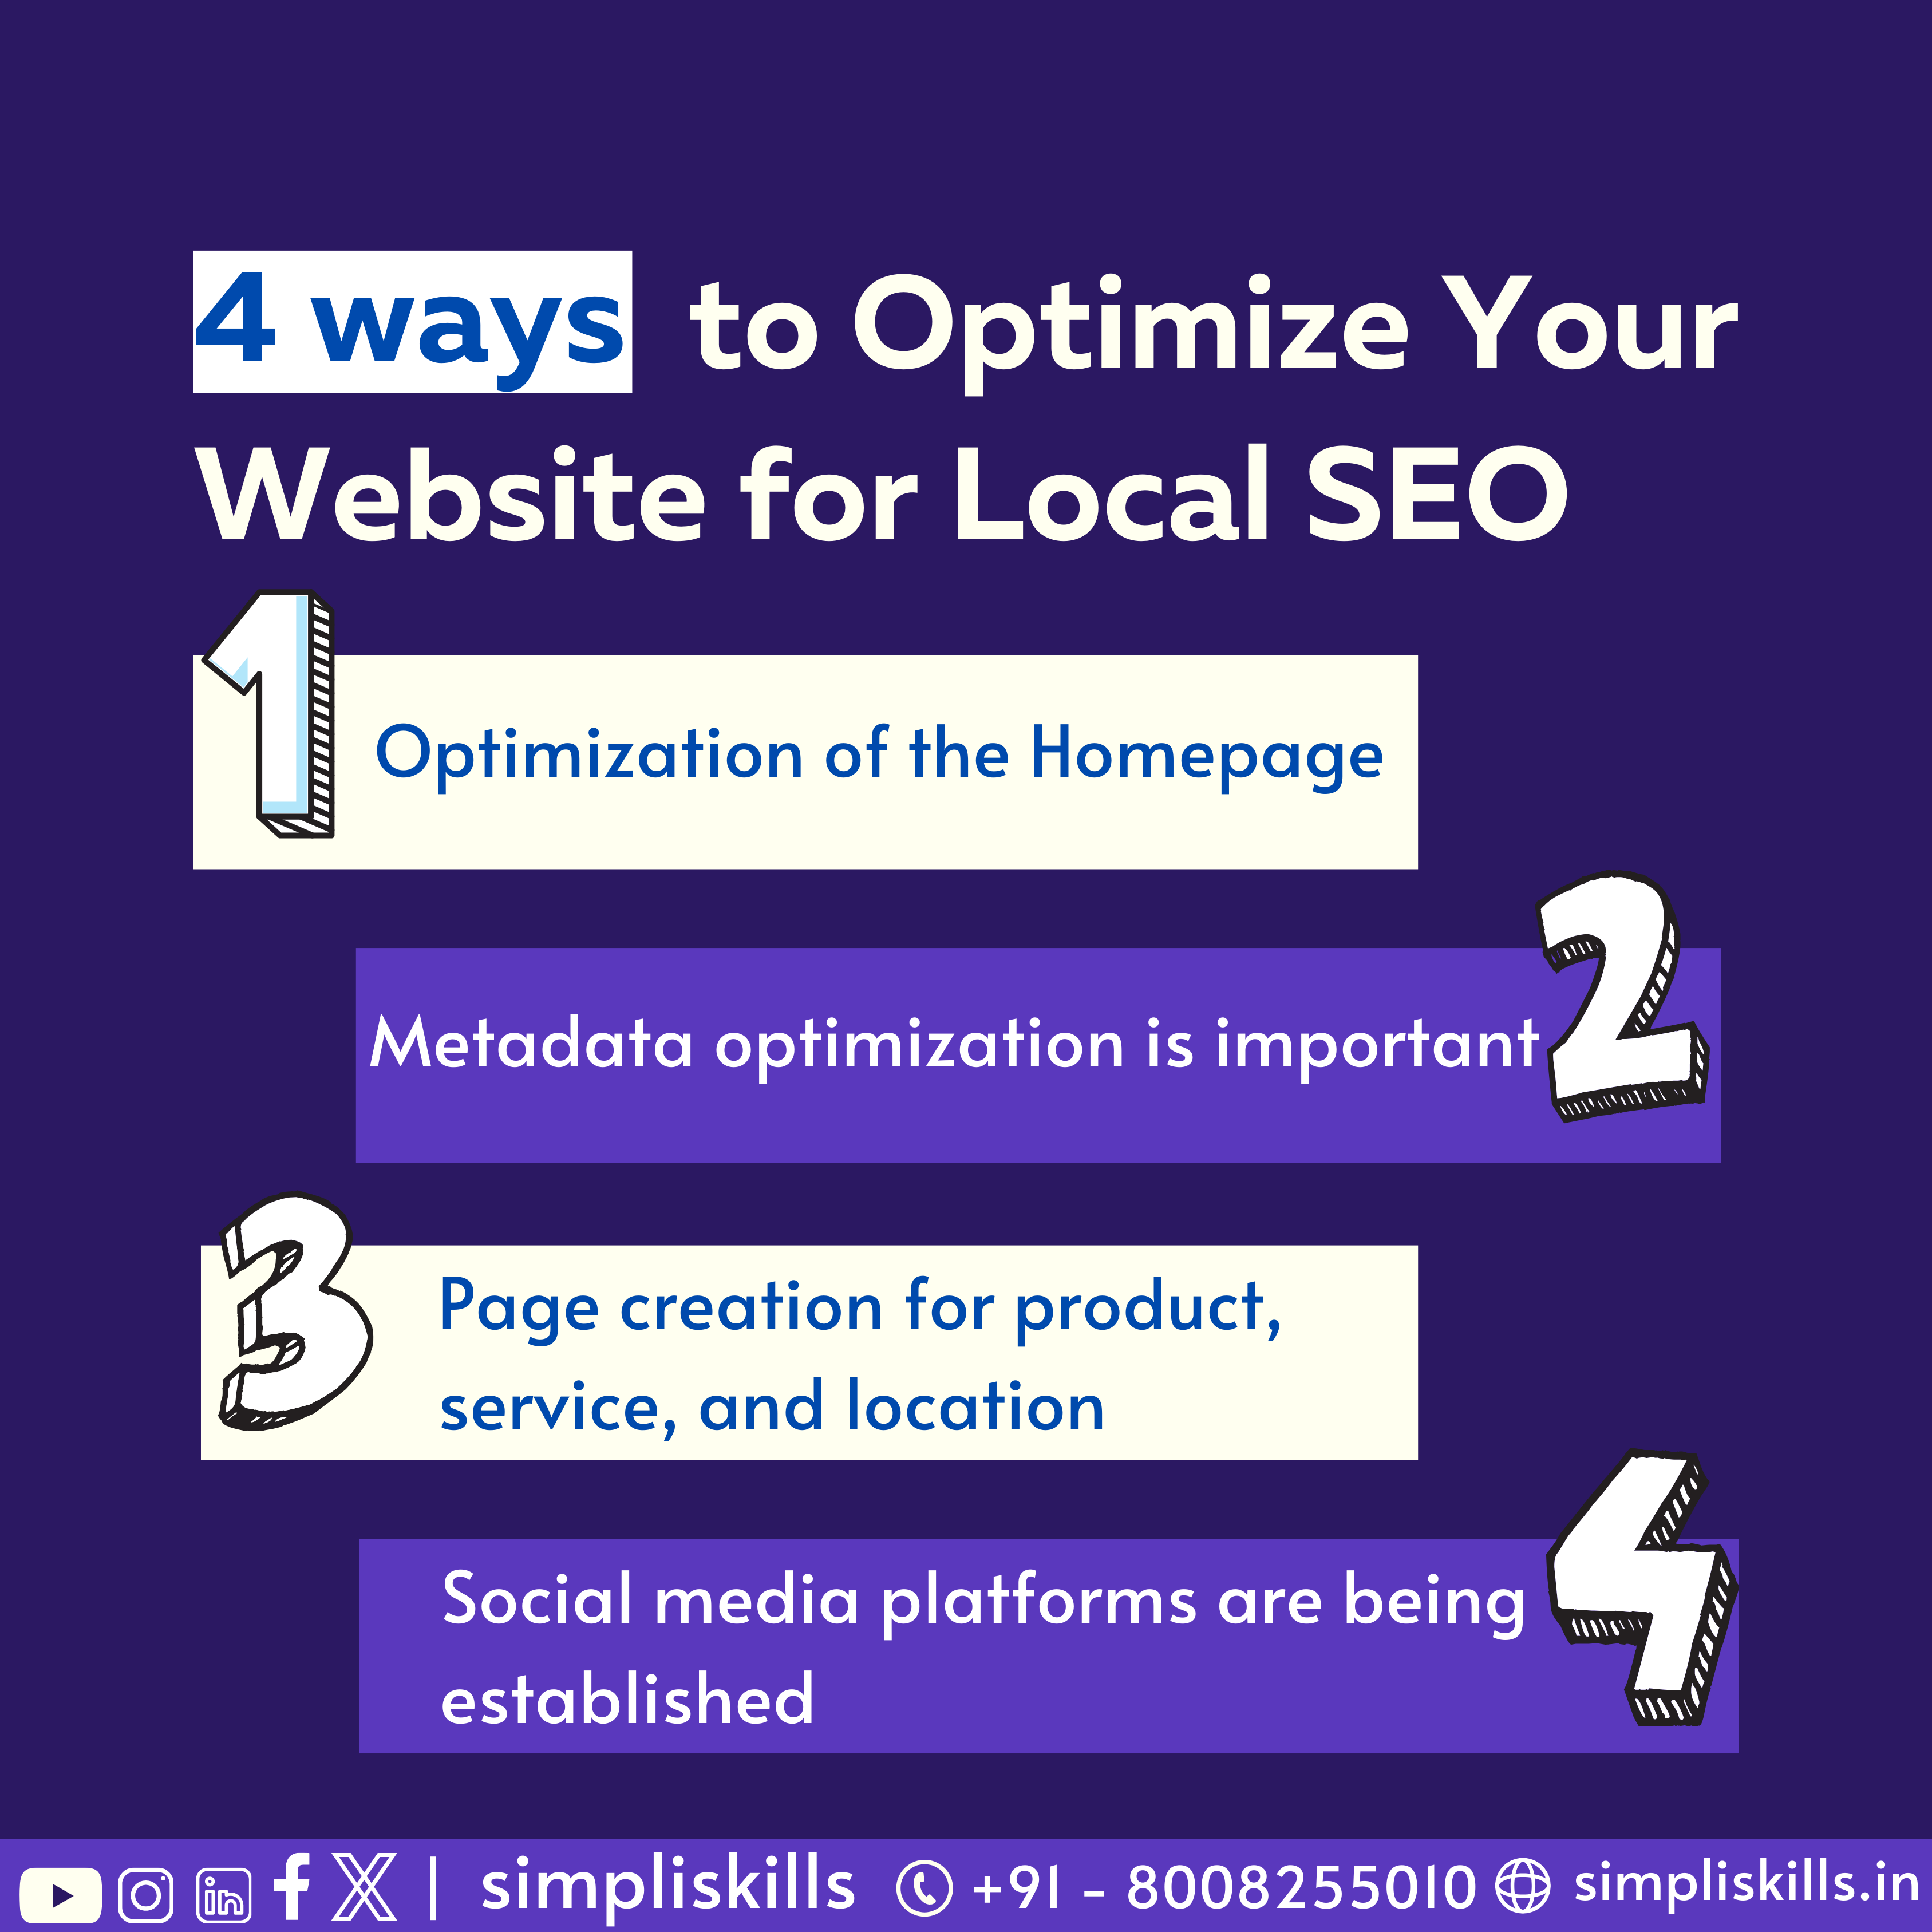 4 ways to Optimize Your
Website for Local SEO
1
Optimization of the Homepage
2
Metadata optimization is important
3
Page creation for product,
service, and location
4
Social media platforms are being
established
in f X | simpliskills +91 - 8008255010 simpliskills.in